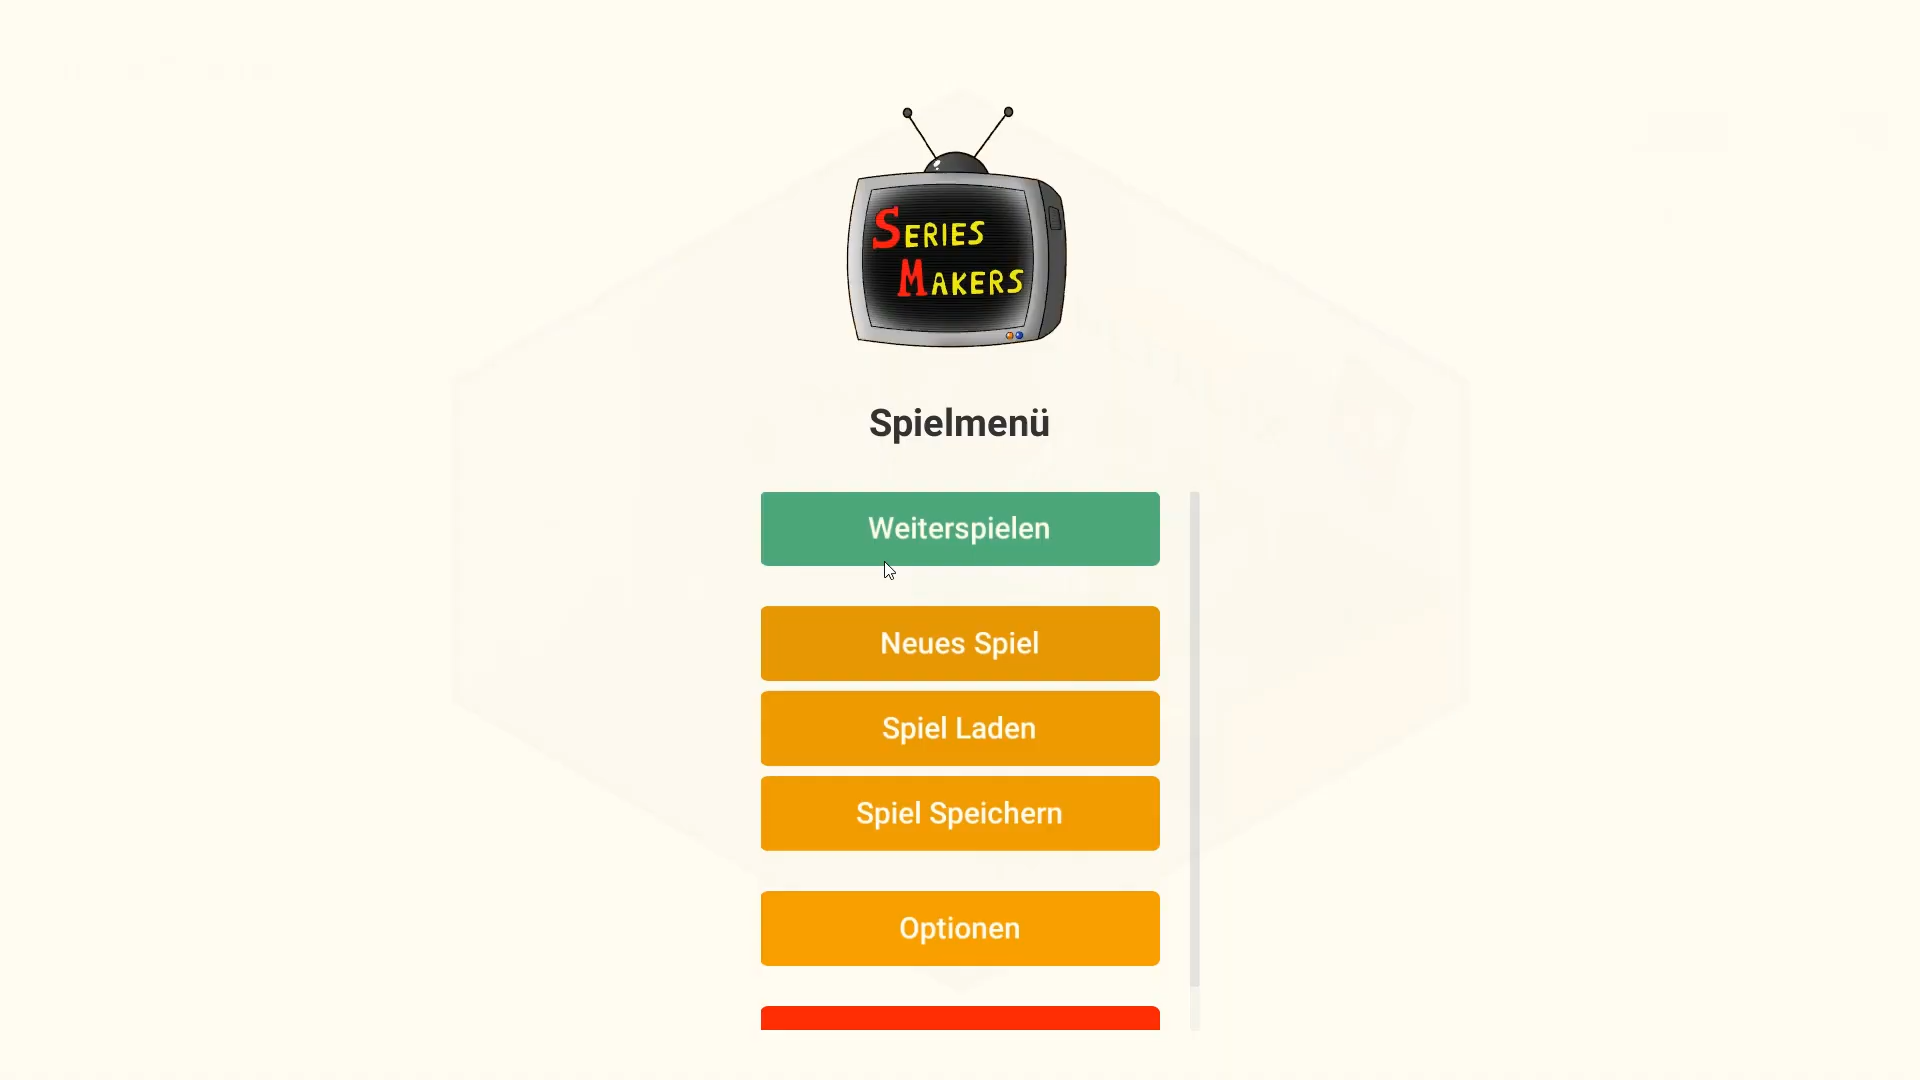 SERIES
MAKERS
Spielmenü
Weiterspielen
Neues Spiel
Spiel Laden
Spiel Speichern
Optionen